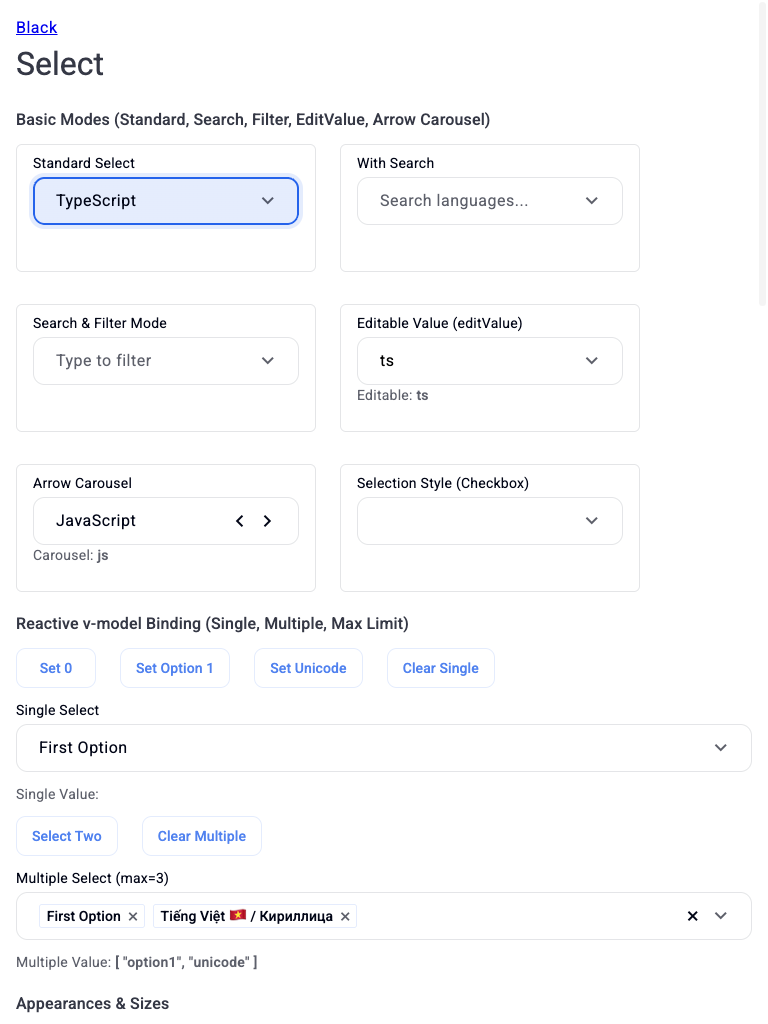 Black
Select
Basic Modes (Standard, Search, Filter, EditValue, Arrow Carousel)
Standard Select
TypeScript
With Search
Search languages...
Search & Filter Mode
Type to filter
Editable Value (editValue)
ts
Editable: ts
Arrow Carousel
JavaScript
Carousel: js
Selection Style (Checkbox)
Reactive v-model Binding (Single, Multiple, Max Limit)
Set 0 Set Option 1 Set Unicode Clear Single
Single Select
First Option
Single Value:
Select Two Clear Multiple
Multiple Select (max=3)
First Option Tiếng Việt 🇻🇳 / Кириллица
Multiple Value: [ "option1", "unicode" ]
Appearances & Sizes